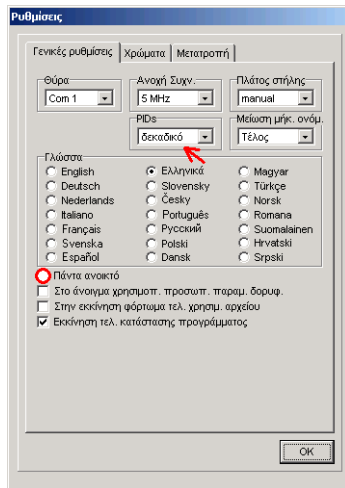 Ρυθμίσεις
Γενικές ρυθμίσεις Χρώματα Μετατροπή
Θύρα Ανοχή Συχν. Πλάτος στήλης
Com 1 5 MHz manual
PIDs Μείωση μήκ. ονόμ.
δεκαδικό Τέλος
Γλώσσα
English Ελληνικά Magyar
Deutsch Slovensky Türkçe
Nederlands Česky Norsk
Italiano Português Romana
Français Русский Suomalainen
Svenska Polski Hrvatski
Español Dansk Srpski
Πάντα ανοικτό
Στο άνοιγμα χρησιμοπ. προσωπ. παραμ. δορυφ.
Στην εκκίνηση φόρτωμα τελ. χρησιμ. αρχείου
Εκκίνηση τελ. κατάστασης προγράμματος
OK